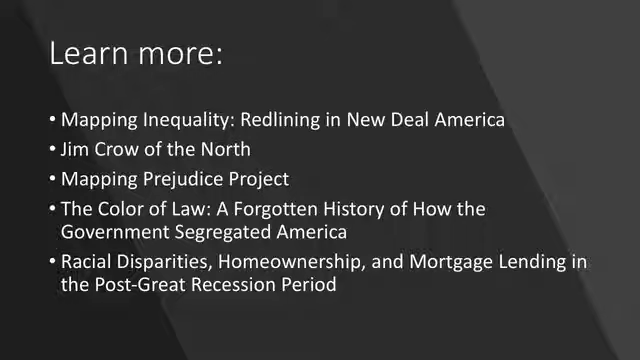 Learn more:
• Mapping Inequality: Redlining in New Deal America
• Jim Crow of the North
• Mapping Prejudice Project
• The Color of Law: A Forgotten History of How the
Government Segregated America
• Racial Disparities, Homeownership, and Mortgage Lending in
the Post-Great Recession Period